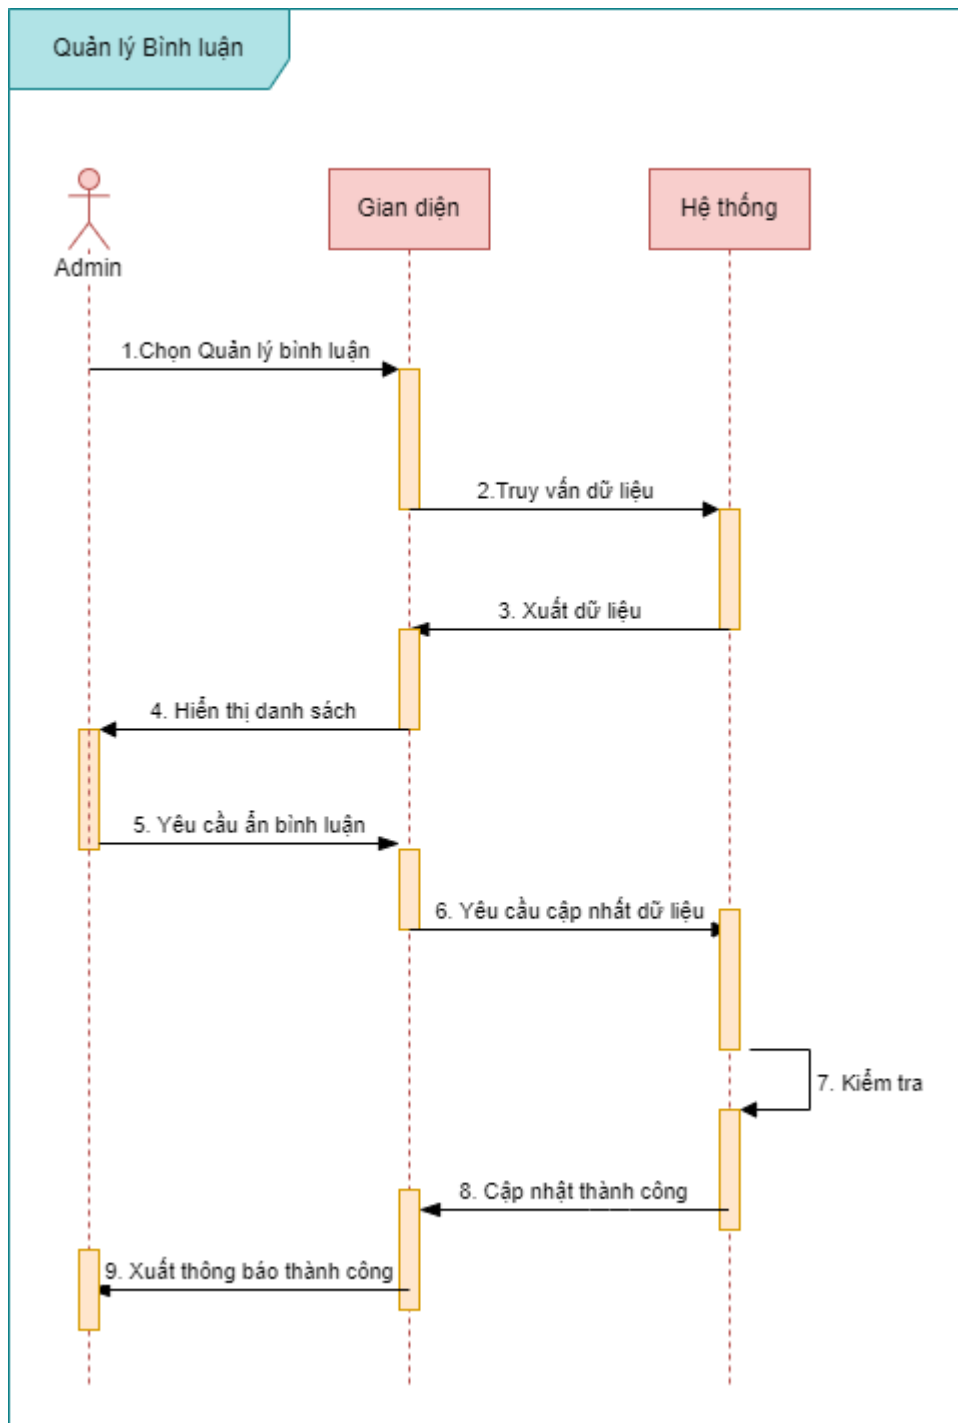 Quản lý Bình luận
Gian diện
Hệ thống
Admin
1.Chọn Quản lý bình luận
2.Truy vấn dữ liệu
3. Xuất dữ liệu
4. Hiển thị danh sách
5. Yêu cầu ẩn bình luận
6. Yêu cầu cập nhất dữ liệu
7. Kiểm tra
8. Cập nhật thành công
9. Xuất thông báo thành công